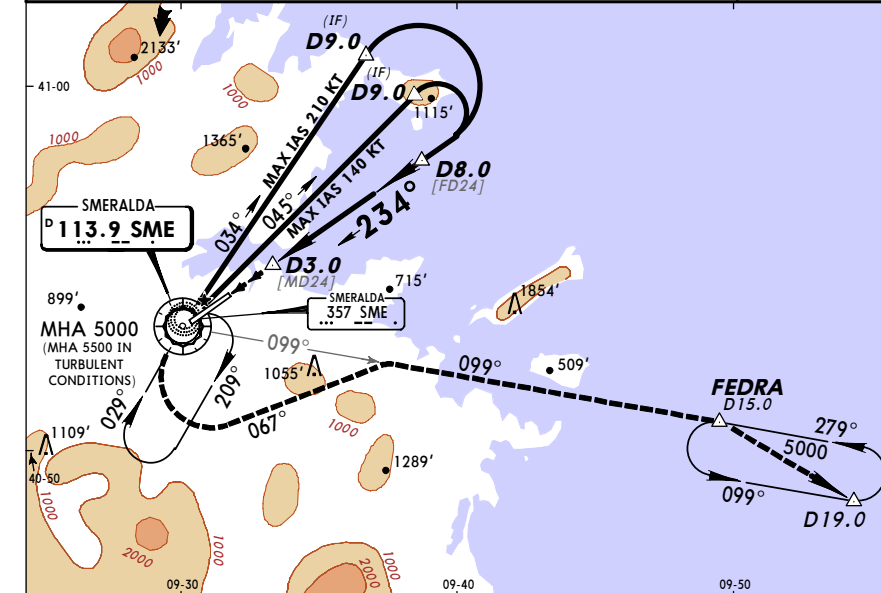 (IF)
D9.0
2133'
1000
(IF)
41-00
D9.0
1000
1115'
1000
1365'
MAX IAS 210 KT
D8.0
[FD24]
MAX IAS 140 KT
034°
045°
234°
SMERALDA
D 113.9 SME
D3.0
[MD24]
715'
1854'
SMERALDA
357 SME
899'
MHA 5000
(MHA 5500 IN
TURBULENT
CONDITIONS)
099°
099°
509'
1055'
FEDRA
D15.0
209°
029°
067°
1000
279°
5000
1109'
1289'
40-50
099°
D19.0
1000
2000
1000
1000
2000
09-30
09-40
09-50